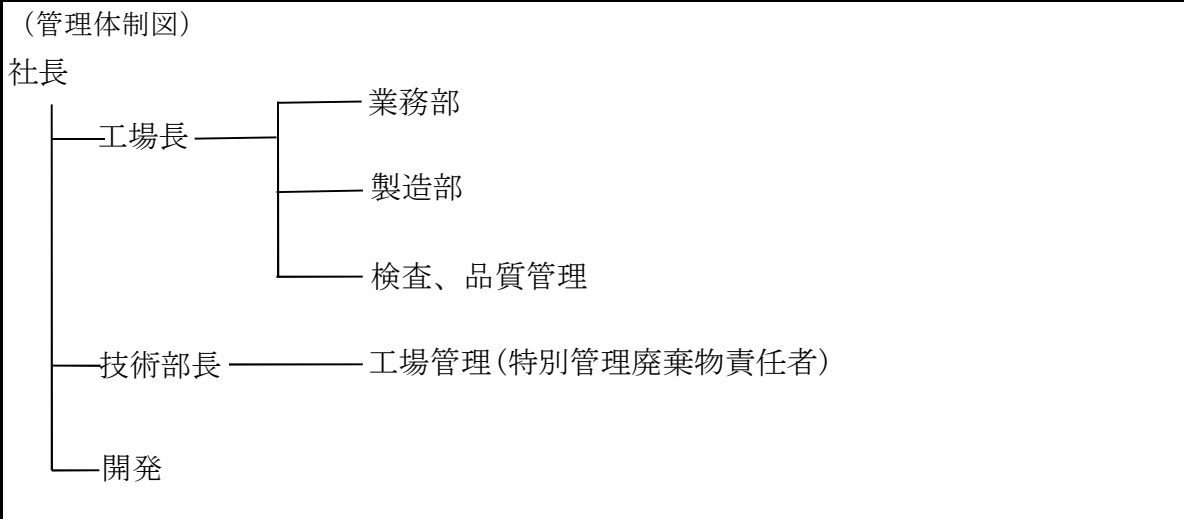 （管理体制図）
社長
業務部
工場長
製造部
検査、品質管理
技術部長
工場管理(特別管理廃棄物責任者)
開発